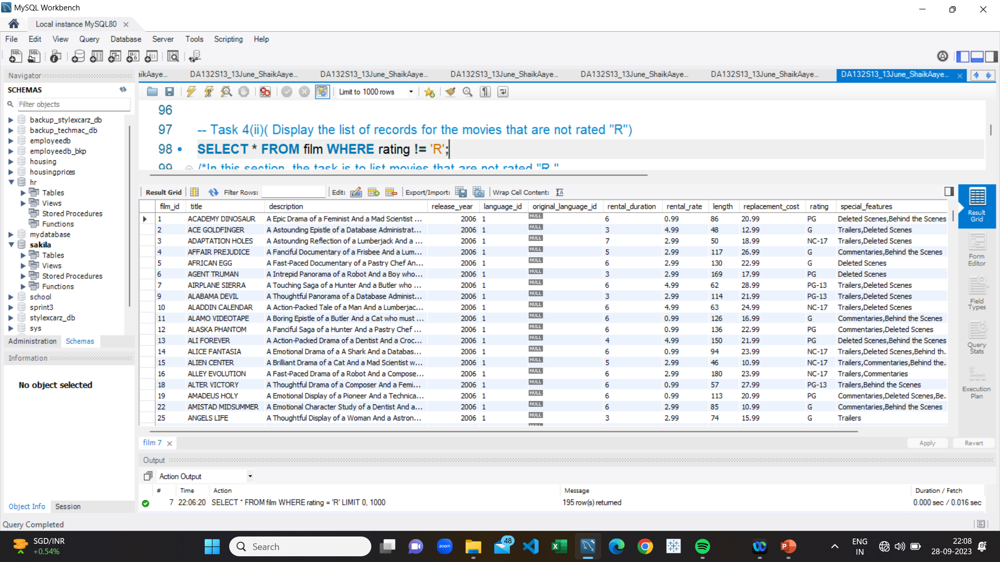 MySQL Workbench
Local instance MySQL80
File Edit View Query Database Server Tools Scripting Help
Navigator
SCHEMAS
Filter objects
backup_stylexcarz_db
backup_techmac_db
employeedb
employeedb_bkp
housing
housingprices
hr
Tables
Views
Stored Procedures
Functions
mydatabase
sakila
Tables
Views
Stored Procedures
Functions
school
sprint3
stylexcarz_db
sys
Administration Schemas
Information
No object selected
Object Info Session
Query Completed
aikAaye... DA132S13_13June_ShaikAaye... DA132S13_13June_ShaikAaye... DA132S13_13June_ShaikAaye... DA132S13_13June_ShaikAaye... DA132S13_13June_ShaikAaye... DA132S13_13June_ShaikAaye...
Limit to 1000 rows
96
97 -- Task 4(ii)( Display the list of records for the movies that are not rated "R")
98 SELECT * FROM film WHERE rating != 'R';
99 /*In this section, the task is to list movies that are not rated "R."
Result Grid Filter Rows: Edit: Export/Import: Wrap Cell Content:
film_id title description release_year language_id original_language_id rental_duration rental_rate length replacement_cost rating special_features
1 ACADEMY DINOSAUR A Epic Drama of a Feminist And a Mad Scientist ... 2006 1 NULL 6 0.99 86 20.99 PG Deleted Scenes,Behind the Scenes
2 ACE GOLDFINGER A Astounding Epistle of a Database Administrat... 2006 1 NULL 3 4.99 48 12.99 G Trailers,Deleted Scenes
3 ADAPTATION HOLES A Astounding Reflection of a Lumberjack And a ... 2006 1 NULL 7 2.99 50 18.99 NC-17 Trailers,Deleted Scenes
4 AFFAIR PREJUDICE A Fanciful Documentary of a Frisbee And a Lum... 2006 1 NULL 5 2.99 117 26.99 G Commentaries,Behind the Scenes
5 AFRICAN EGG A Fast-Paced Documentary of a Pastry Chef An... 2006 1 NULL 6 2.99 130 22.99 G Deleted Scenes
6 AGENT TRUMAN A Intrepid Panorama of a Robot And a Boy who... 2006 1 NULL 3 2.99 169 17.99 PG Deleted Scenes
7 AIRPLANE SIERRA A Touching Saga of a Hunter And a Butler who ... 2006 1 NULL 6 4.99 62 28.99 PG-13 Trailers,Deleted Scenes
9 ALABAMA DEVIL A Thoughtful Panorama of a Database Administ... 2006 1 NULL 3 2.99 114 21.99 PG-13 Trailers,Deleted Scenes
10 ALADDIN CALENDAR A Action-Packed Tale of a Man And a Lumberjac... 2006 1 NULL 6 4.99 63 24.99 NC-17 Trailers,Deleted Scenes
11 ALAMO VIDEOTAPE A Boring Epistle of a Butler And a Cat who must ... 2006 1 NULL 6 0.99 126 16.99 G Commentaries,Behind the Scenes
12 ALASKA PHANTOM A Fanciful Saga of a Hunter And a Pastry Chef ... 2006 1 NULL 6 0.99 136 22.99 PG Commentaries,Deleted Scenes
13 ALI FOREVER A Action-Packed Drama of a Dentist And a Croc... 2006 1 NULL 4 4.99 150 21.99 PG Deleted Scenes,Behind the Scenes
14 ALICE FANTASIA A Emotional Drama of a A Shark And a Databas... 2006 1 NULL 6 0.99 94 23.99 NC-17 Trailers,Deleted Scenes,Behind th...
15 ALIEN CENTER A Brilliant Drama of a Cat And a Mad Scientist w... 2006 1 NULL 5 2.99 46 10.99 NC-17 Trailers,Commentaries,Behind the...
16 ALLEY EVOLUTION A Fast-Paced Drama of a Robot And a Compose... 2006 1 NULL 6 2.99 180 23.99 NC-17 Trailers,Commentaries
18 ALTER VICTORY A Thoughtful Drama of a Composer And a Femi... 2006 1 NULL 6 0.99 57 27.99 PG-13 Trailers,Behind the Scenes
19 AMADEUS HOLY A Emotional Display of a Pioneer And a Technica... 2006 1 NULL 6 0.99 113 20.99 PG Commentaries,Deleted Scenes,Be...
22 AMISTAD MIDSUMMER A Emotional Character Study of a Dentist And a... 2006 1 NULL 6 2.99 85 10.99 G Commentaries,Behind the Scenes
25 ANGELS LIFE A Thoughtful Display of a Woman And a Astron... 2006 1 NULL 3 2.99 74 15.99 G Trailers
NULL
Result Grid
Form Editor
Field Types
Query Stats
Execution Plan
film 7 Apply Revert
Output
Action Output
# Time Action Message Duration / Fetch
7 22:06:20 SELECT * FROM film WHERE rating = 'R' LIMIT 0, 1000 195 row(s) returned 0.000 sec / 0.016 sec
SGD/INR
+0.54%
Search
zoom
48
ENG
IN
22:08
28-09-2023